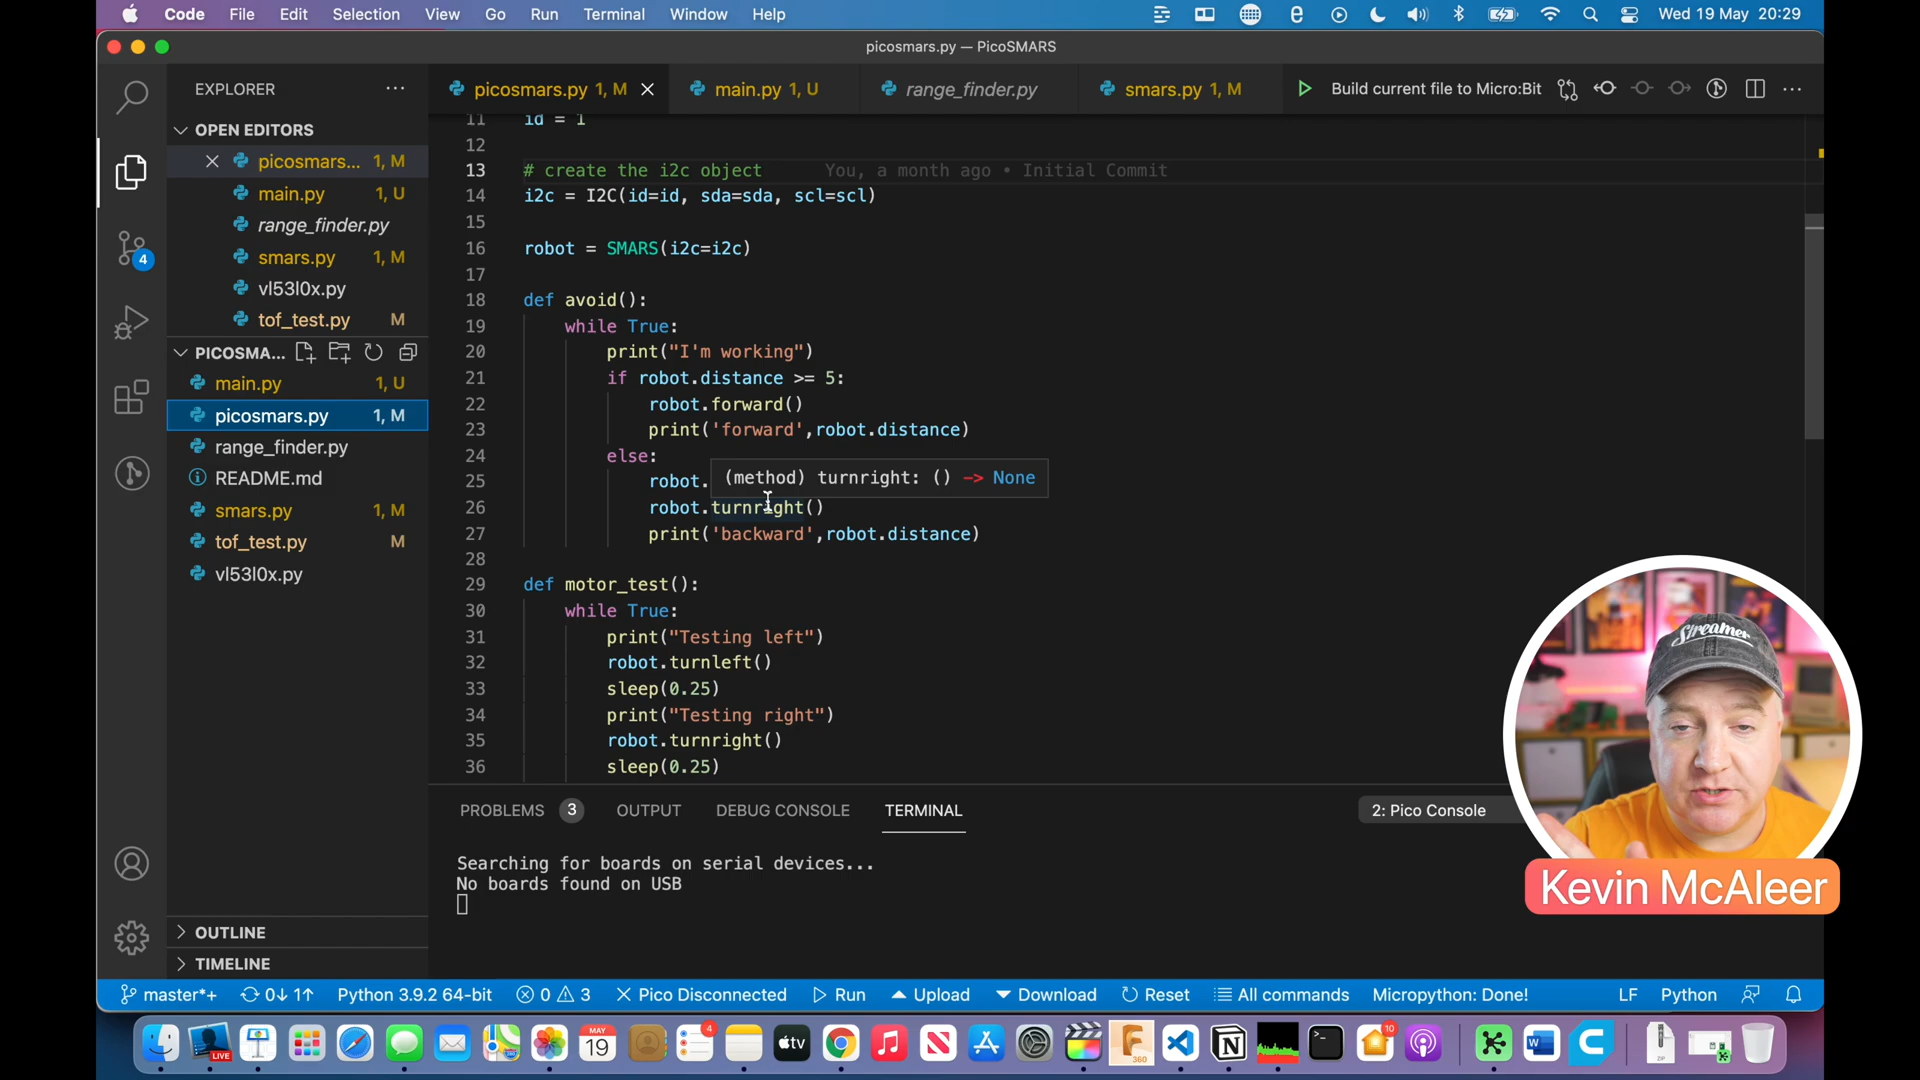 Code File Edit Selection View Go Run Terminal Window Help Wed 19 May 20:29
picosmars.py — PicoSMARS
EXPLORER
picosmars.py 1, M
main.py 1, U
range_finder.py
smars.py 1, M
Build current file to Micro:Bit
OPEN EDITORS
picosmars... 1, M
main.py 1, U
range_finder.py
smars.py 1, M
vl53l0x.py
tof_test.py M
PICOSMA...
main.py 1, U
picosmars.py 1, M
range_finder.py
README.md
smars.py 1, M
tof_test.py M
vl53l0x.py
OUTLINE
TIMELINE
4
11 id = 1
12
13 # create the i2c object You, a month ago • Initial Commit
14 i2c = I2C(id=id, sda=sda, scl=scl)
15
16 robot = SMARS(i2c=i2c)
17
18 def avoid():
19 while True:
20 print("I'm working")
21 if robot.distance >= 5:
22 robot.forward()
23 print('forward',robot.distance)
24 else:
25 robot.
(method) turnright: () -> None
26 robot.turnright()
27 print('backward',robot.distance)
28
29 def motor_test():
30 while True:
31 print("Testing left")
32 robot.turnleft()
33 sleep(0.25)
34 print("Testing right")
35 robot.turnright()
36 sleep(0.25)
PROBLEMS 3 OUTPUT DEBUG CONSOLE TERMINAL 2: Pico Console
Searching for boards on serial devices...
No boards found on USB
Streamer
Kevin McAleer
master*+ 0↓ 1↑ Python 3.9.2 64-bit 0 3 Pico Disconnected Run Upload Download Reset All commands Micropython: Done! LF Python
LIVE
MAY
19
4
tv
360
10
W
ZIP